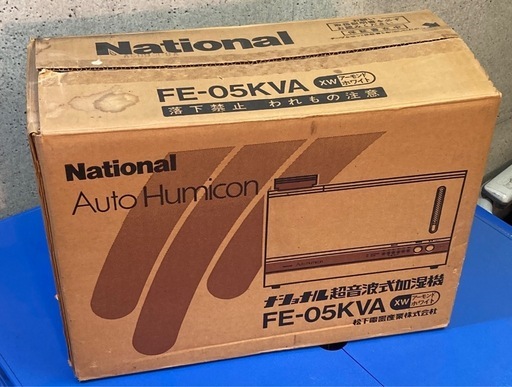 National
FE-05KVA XW アーモンドホワイト
落下禁止 われもの注意
National
Auto Humicon
ナショナル 超音波式加湿機
FE-05KVA XW アーモンドホワイト
松下電器産業株式会社